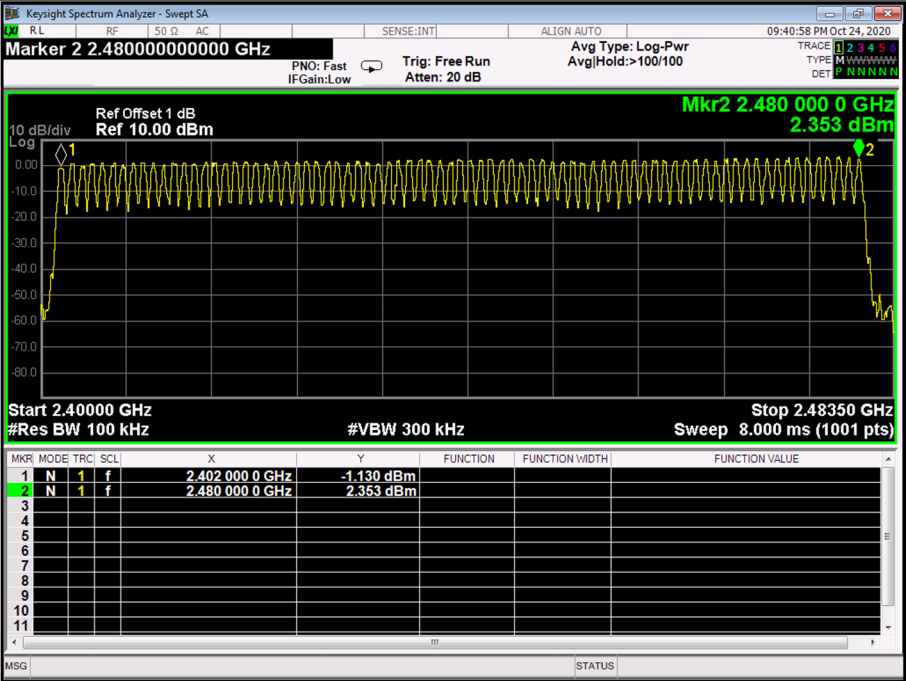 Keysight Spectrum Analyzer - Swept SA
R L RF 50 Ω AC SENSE:INT ALIGN AUTO 09:40:58 PM Oct 24, 2020
Marker 2 2.480000000000 GHz
PNO: Fast
IFGain:Low
Trig: Free Run
Atten: 20 dB
Avg Type: Log-Pwr
Avg|Hold:>100/100
TRACE 1 2 3 4 5 6
TYPE M WWWWW
DET P N N N N N
Mkr2 2.480 000 0 GHz
2.353 dBm
Ref Offset 1 dB
10 dB/div Ref 10.00 dBm
Log
1
2
0.00
-10.0
-20.0
-30.0
-40.0
-50.0
-60.0
-70.0
-80.0
Start 2.40000 GHz Stop 2.48350 GHz
#Res BW 100 kHz #VBW 300 kHz Sweep 8.000 ms (1001 pts)
MKR MODE TRC SCL X Y FUNCTION FUNCTION WIDTH FUNCTION VALUE
1 N 1 f 2.402 000 0 GHz -1.130 dBm
2 N 1 f 2.480 000 0 GHz 2.353 dBm
3
4
5
6
7
8
9
10
11
MSG STATUS